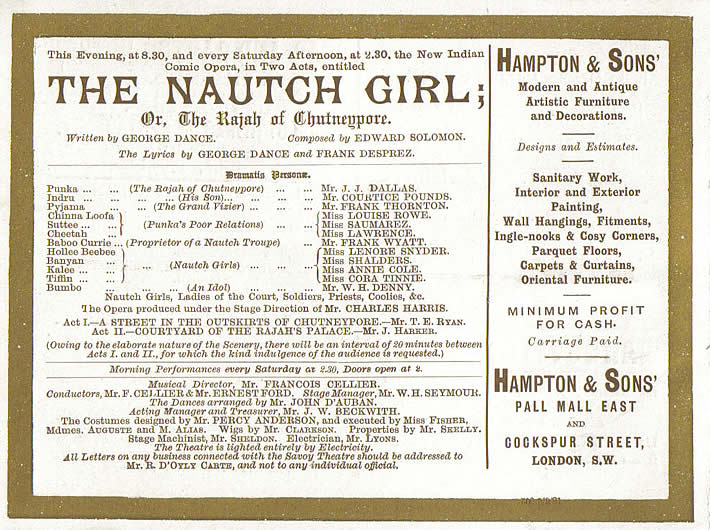 This Evening, at 8.30, and every Saturday Afternoon, at 2.30, the New Indian
Comic Opera, in Two Acts, entitled
THE NAUTCH GIRL;
Or, The Rajah of Chutneypore.
Written by GEORGE DANCE. Composed by EDWARD SOLOMON.
The Lyrics by GEORGE DANCE and FRANK DESPREZ.
Dramatis Personæ.
Punka ... ... (The Rajah of Chutneypore) ... ... Mr. J. J. DALLAS.
Indru ... ... ... (His Son) ... ... ... ... Mr. COURTICE POUNDS.
Pyjama ... ... (The Grand Vizier) ... ... ... Mr. FRANK THORNTON.
Chinna Loofa Miss LOUISE ROWE.
Suttee ... ... (Punka's Poor Relations) ... ... Miss SAUMAREZ.
Cheetah ... Miss LAWRENCE.
Baboo Currie ... (Proprietor of a Nautch Troupe) ... Mr. FRANK WYATT.
Hollee Beebee Miss LENORE SNYDER.
Banyan ... Miss SHALDERS.
Kalee ... ... ... ... (Nautch Girls) ... ... ... Miss ANNIE COLE.
Tiffin ... ... Miss CORA TINNIE.
Bumbo ... ... ... (An Idol) ... ... ... Mr. W. H. DENNY.
Nautch Girls, Ladies of the Court, Soldiers, Priests, Coolies, &c.
The Opera produced under the Stage Direction of Mr. CHARLES HARRIS.
Act I.—A STREET IN THE OUTSKIRTS OF CHUTNEYPORE.—Mr. T. E. RYAN.
Act II.—COURTYARD OF THE RAJAH'S PALACE.—Mr. J. HARKER.
(Owing to the elaborate nature of the Scenery, there will be an interval of 20 minutes between
Acts I. and II., for which the kind indulgence of the audience is requested.)
Morning Performances every Saturday at 2.30, Doors open at 2.
Musical Director, Mr. FRANCOIS CELLIER.
Conductors, Mr. F. CELLIER & Mr. ERNEST FORD. Stage Manager, Mr. W. H. SEYMOUR.
The Dances arranged by Mr. JOHN D'AUBAN.
Acting Manager and Treasurer, Mr. J. W. BECKWITH.
The Costumes designed by Mr. PERCY ANDERSON, and executed by Miss FISHER,
Mdmes. AUGUSTE and M. ALIAS. Wigs by Mr. CLARKSON. Properties by Mr. SKELLY.
Stage Machinist, Mr. SHELDON. Electrician, Mr. LYONS.
The Theatre is lighted entirely by Electricity.
All Letters on any business connected with the Savoy Theatre should be addressed to
Mr. R. D'OYLY CARTE, and not to any individual official.
HAMPTON & SONS'
Modern and Antique
Artistic Furniture
and Decorations.
Designs and Estimates.
Sanitary Work,
Interior and Exterior
Painting,
Wall Hangings, Fitments,
Ingle-nooks & Cosy Corners,
Parquet Floors,
Carpets & Curtains,
Oriental Furniture.
MINIMUM PROFIT
FOR CASH.
Carriage Paid.
HAMPTON & SONS'
PALL MALL EAST
AND
COCKSPUR STREET,
LONDON, S.W.